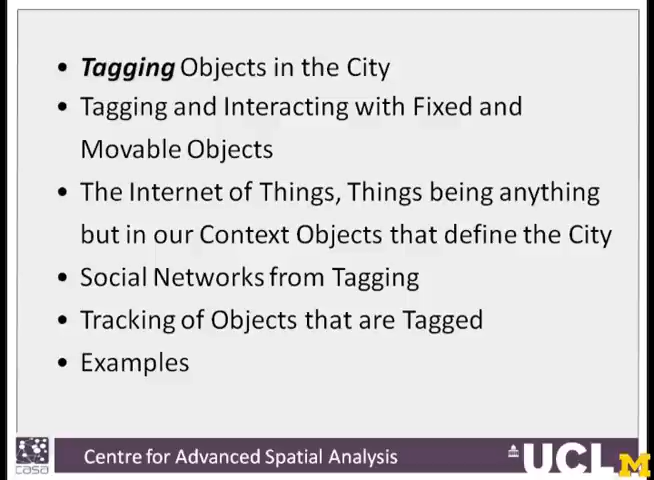 • Tagging Objects in the City
• Tagging and Interacting with Fixed and
Movable Objects
• The Internet of Things, Things being anything
but in our Context Objects that define the City
• Social Networks from Tagging
• Tracking of Objects that are Tagged
• Examples
casa
Centre for Advanced Spatial Analysis
UCL
M